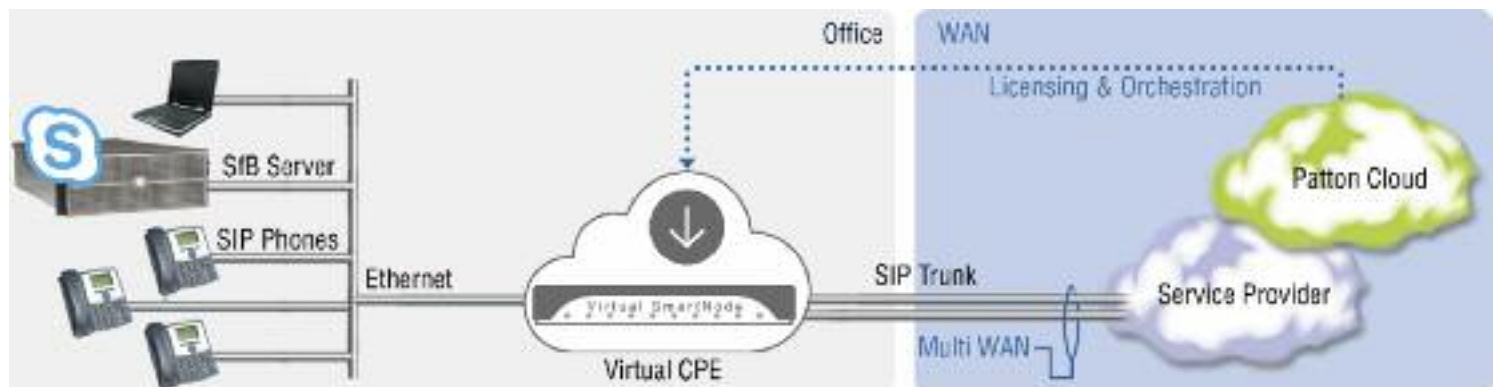 Office
WAN
Licensing & Orchestration
S
SfB Server
Patton Cloud
SIP Phones
Ethernet
SIP Trunk
Virtual SmartNode
Service Provider
Multi WAN
Virtual CPE